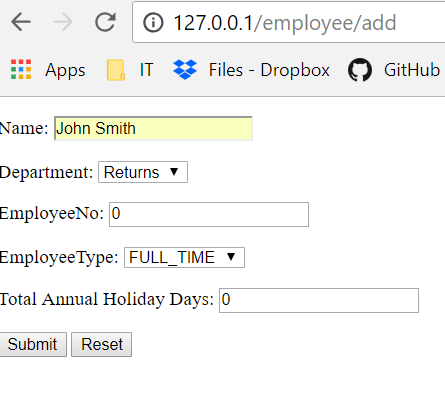 127.0.0.1/employee/add
Apps IT Files - Dropbox GitHub
Name: John Smith
Department: Returns
EmployeeNo: 0
EmployeeType: FULL_TIME
Total Annual Holiday Days: 0
Submit Reset